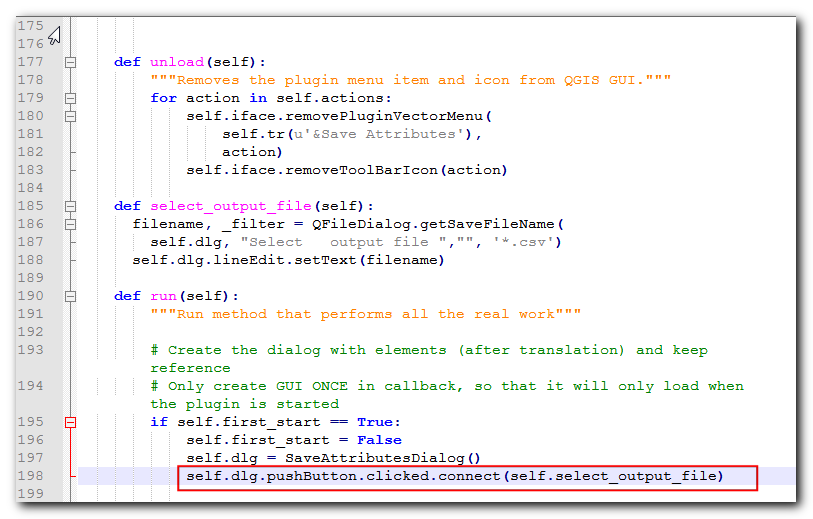 175
176
177 def unload(self):
178 """Removes the plugin menu item and icon from QGIS GUI."""
179 for action in self.actions:
180 self.iface.removePluginVectorMenu(
181 self.tr(u'&Save Attributes'),
182 action)
183 self.iface.removeToolBarIcon(action)
184
185 def select_output_file(self):
186 filename, _filter = QFileDialog.getSaveFileName(
187 self.dlg, "Select   output file ","", '*.csv')
188 self.dlg.lineEdit.setText(filename)
189
190 def run(self):
191 """Run method that performs all the real work"""
192
193 # Create the dialog with elements (after translation) and keep
reference
194 # Only create GUI ONCE in callback, so that it will only load when
the plugin is started
195 if self.first_start == True:
196 self.first_start = False
197 self.dlg = SaveAttributesDialog()
198 self.dlg.pushButton.clicked.connect(self.select_output_file)
199